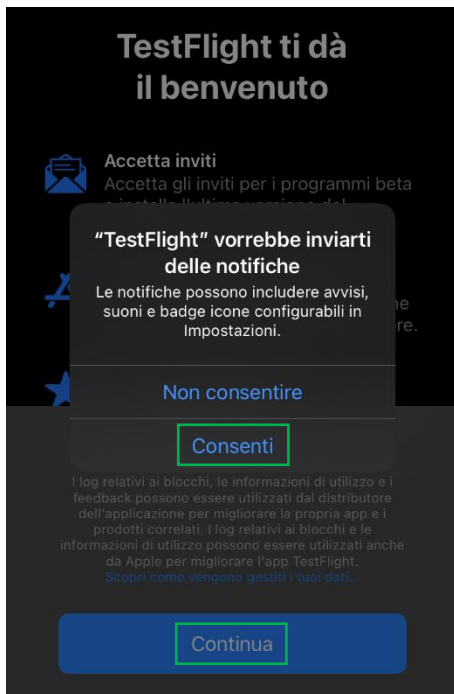 TestFlight ti dà
il benvenuto
Accetta inviti
Accetta gli inviti per i programmi beta
“TestFlight” vorrebbe inviarti
delle notifiche
Le notifiche possono includere avvisi,
suoni e badge icone configurabili in
Impostazioni.
Non consentire
Consenti
I log relativi ai blocchi, le informazioni di utilizzo e i
feedback possono essere utilizzati dal distributore
dell'applicazione per migliorare la propria app e i
prodotti correlati. I log relativi ai blocchi e le
informazioni di utilizzo possono essere utilizzati anche
da Apple per migliorare l'app TestFlight.
Scopri come vengono gestiti i tuoi dati...
Continua